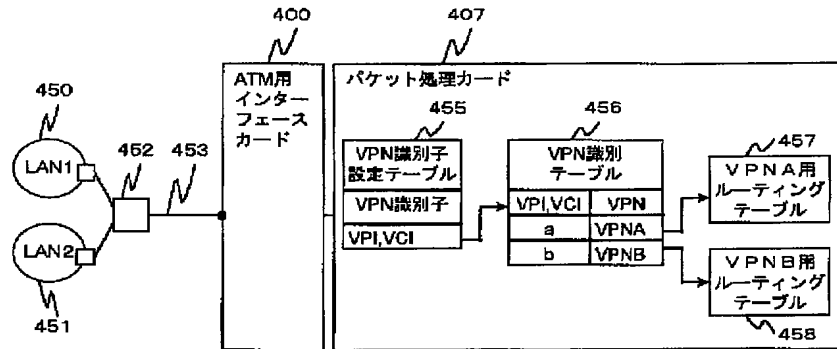 400
407
ATM用
インター
フェース
カード
パケット処理カード
450
LAN1
452
453
LAN2
451
455
VPN識別子
設定テーブル
VPN識別子
VPI,VCI
456
VPN識別
テーブル
VPI,VCI VPN
a VPNA
b VPNB
457
VPNA用
ルーティング
テーブル
VPNB用
ルーティング
テーブル
458